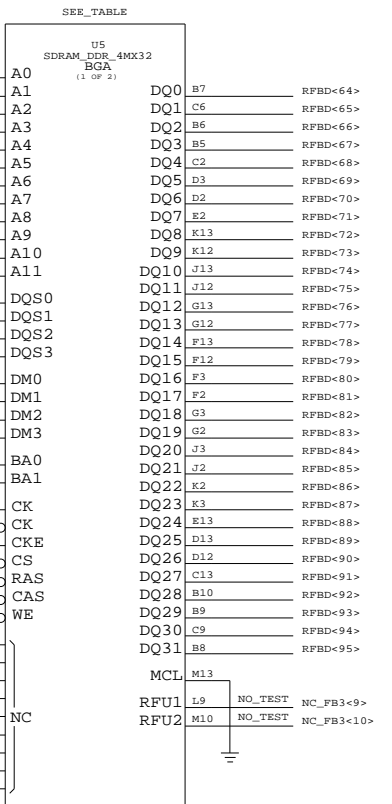 SEE_TABLE
U5
SDRAM_DDR_4MX32
BGA
(1 OF 2)
A0
A1 DQ0 B7 RFBD<64>
A2 DQ1 C6 RFBD<65>
A3 DQ2 B6 RFBD<66>
A4 DQ3 B5 RFBD<67>
A5 DQ4 C2 RFBD<68>
A6 DQ5 D3 RFBD<69>
A7 DQ6 D2 RFBD<70>
A8 DQ7 E2 RFBD<71>
A9 DQ8 K13 RFBD<72>
A10 DQ9 K12 RFBD<73>
A11 DQ10 J13 RFBD<74>
DQ11 J12 RFBD<75>
DQS0 DQ12 G13 RFBD<76>
DQS1 DQ13 G12 RFBD<77>
DQS2 DQ14 F13 RFBD<78>
DQS3 DQ15 F12 RFBD<79>
DM0 DQ16 F3 RFBD<80>
DM1 DQ17 F2 RFBD<81>
DM2 DQ18 G3 RFBD<82>
DM3 DQ19 G2 RFBD<83>
BA0 DQ20 J3 RFBD<84>
BA1 DQ21 J2 RFBD<85>
DQ22 K2 RFBD<86>
CK DQ23 K3 RFBD<87>
CK DQ24 E13 RFBD<88>
CKE DQ25 D13 RFBD<89>
CS DQ26 D12 RFBD<90>
RAS DQ27 C13 RFBD<91>
CAS DQ28 B10 RFBD<92>
WE DQ29 B9 RFBD<93>
DQ30 C9 RFBD<94>
DQ31 B8 RFBD<95>
MCL M13
RFU1 L9 NO_TEST NC_FB3<9>
NC RFU2 M10 NO_TEST NC_FB3<10>